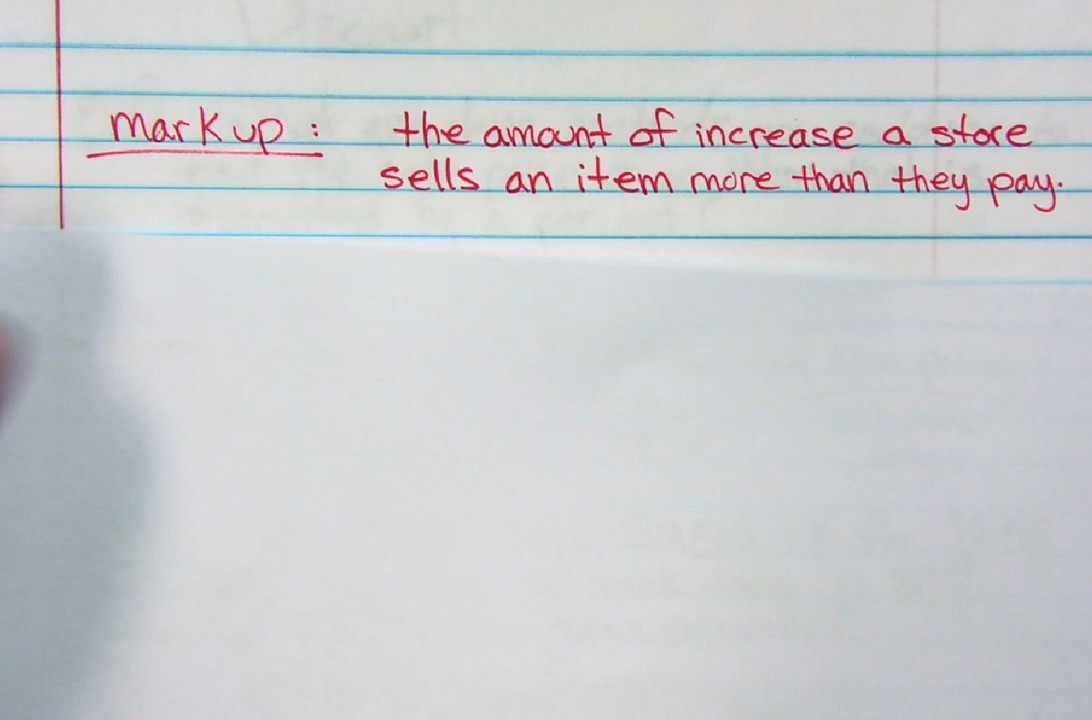 markup : the amount of increase a store
sells an item more than they pay.